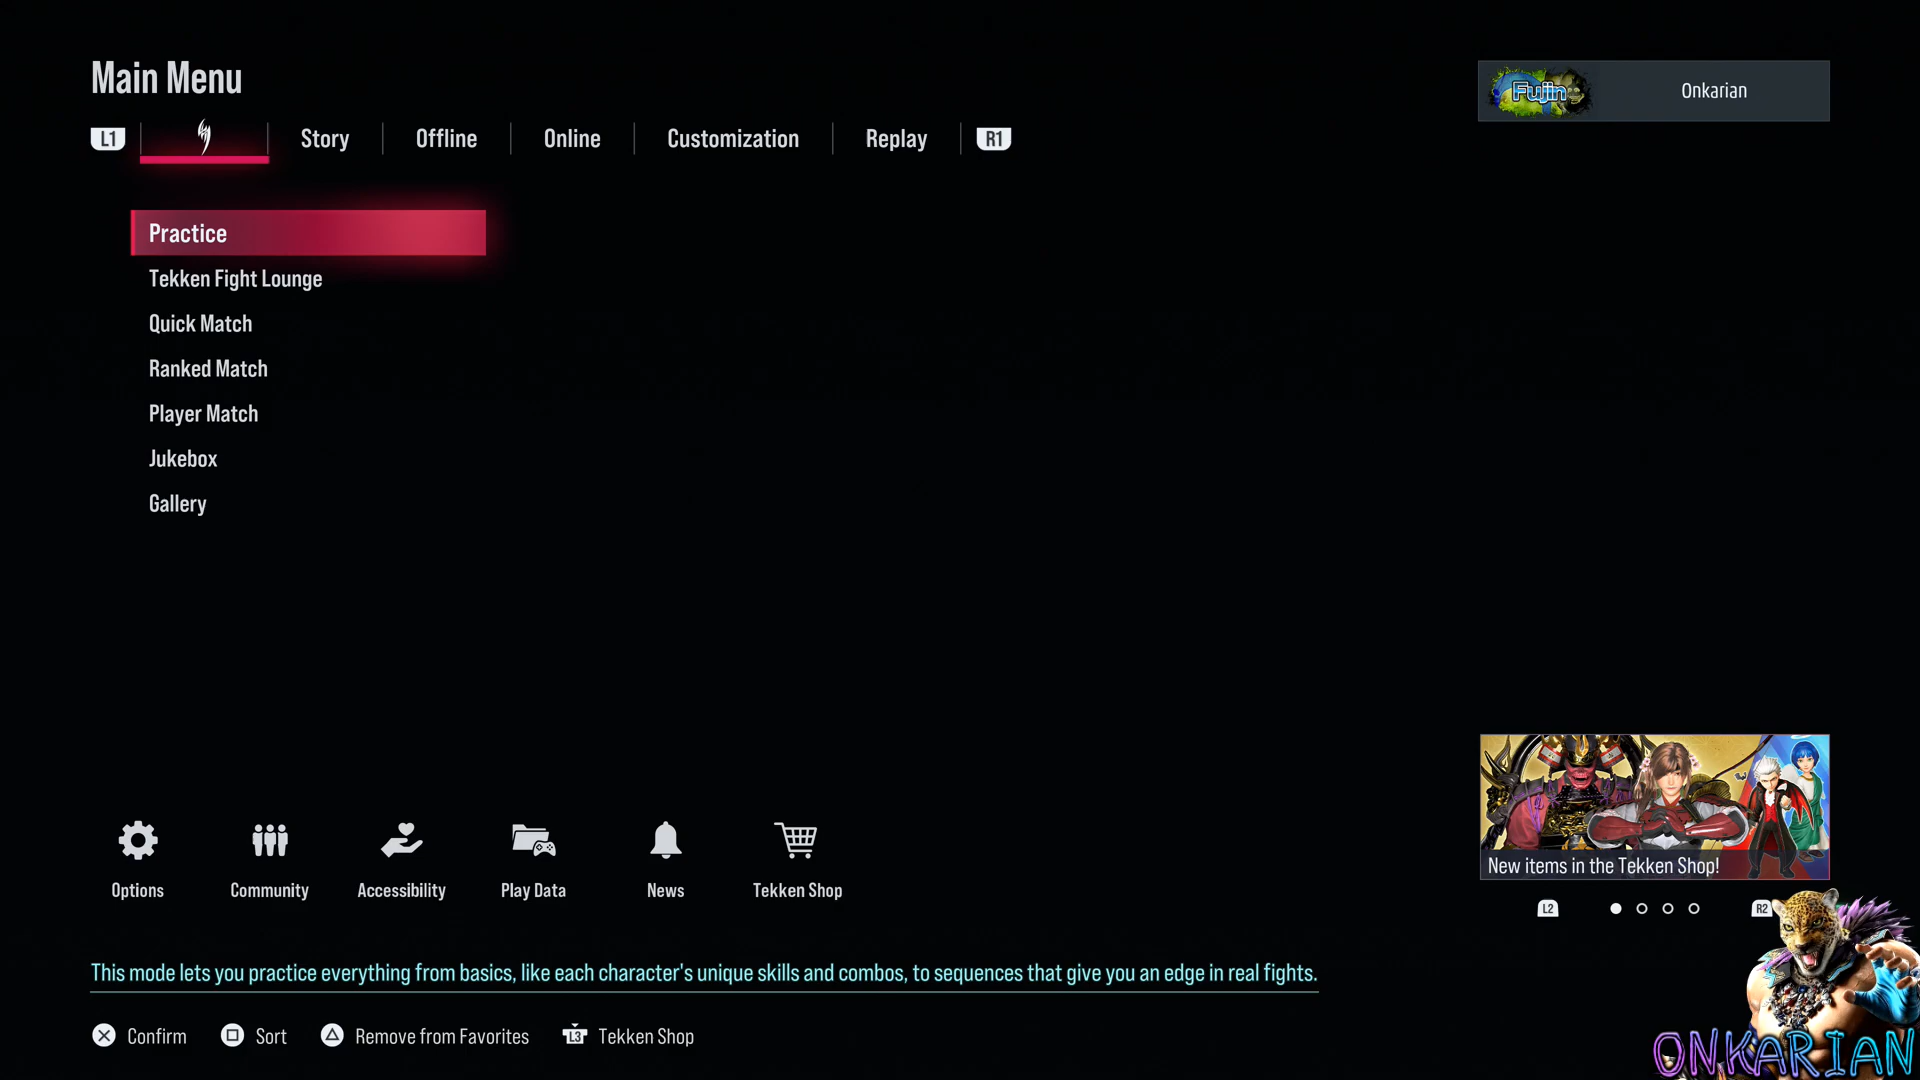 Main Menu
Fujin Onkarian
L1 Story Offline Online Customization Replay R1
Practice
Tekken Fight Lounge
Quick Match
Ranked Match
Player Match
Jukebox
Gallery
New items in the Tekken Shop!
L2 R2
Options Community Accessibility Play Data News Tekken Shop
This mode lets you practice everything from basics, like each character's unique skills and combos, to sequences that give you an edge in real fights.
Confirm Sort Remove from Favorites L3 Tekken Shop
ONKARIAN